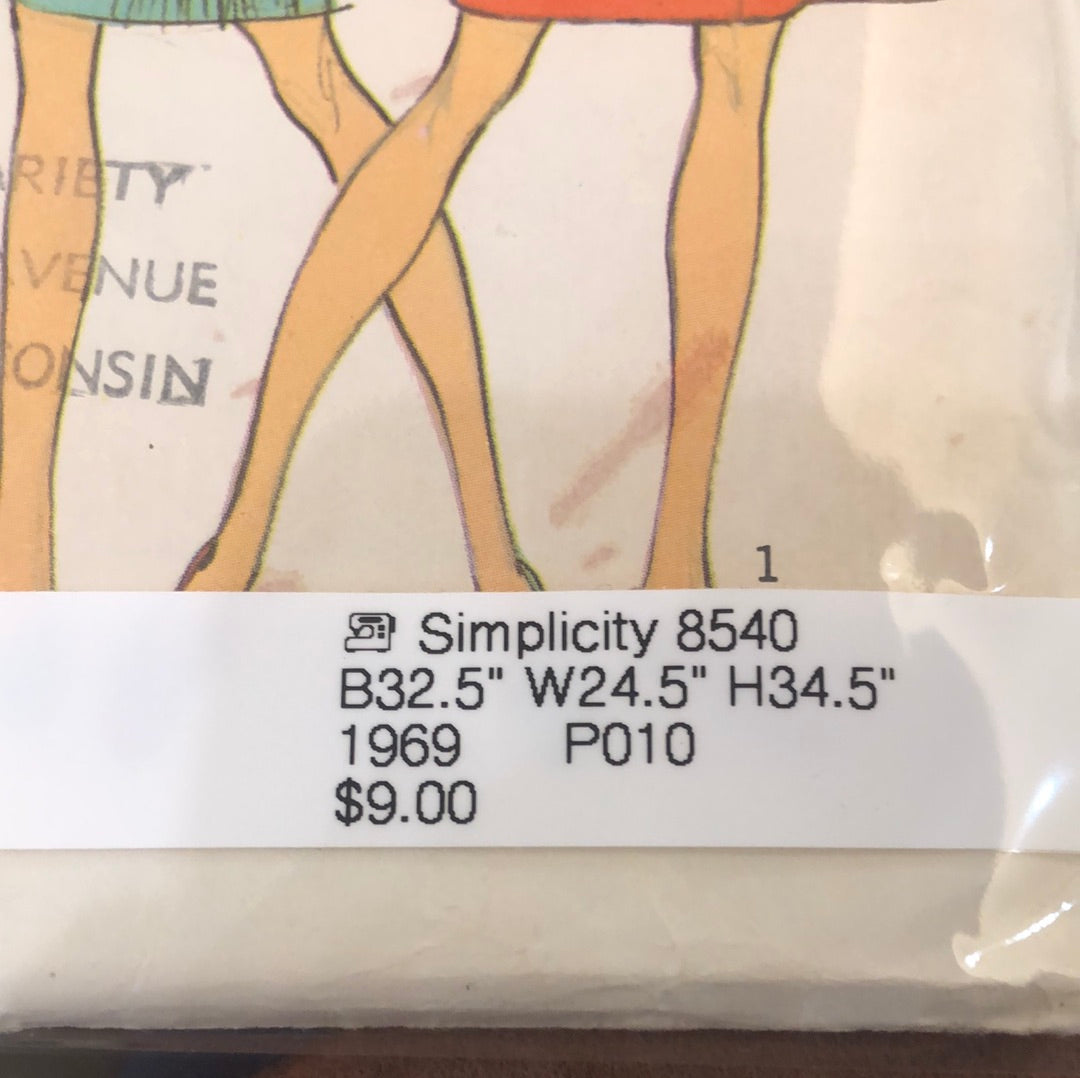 RIETY
VENUE
ONSIN
1
Simplicity 8540
B32.5" W24.5" H34.5"
1969 P010
$9.00